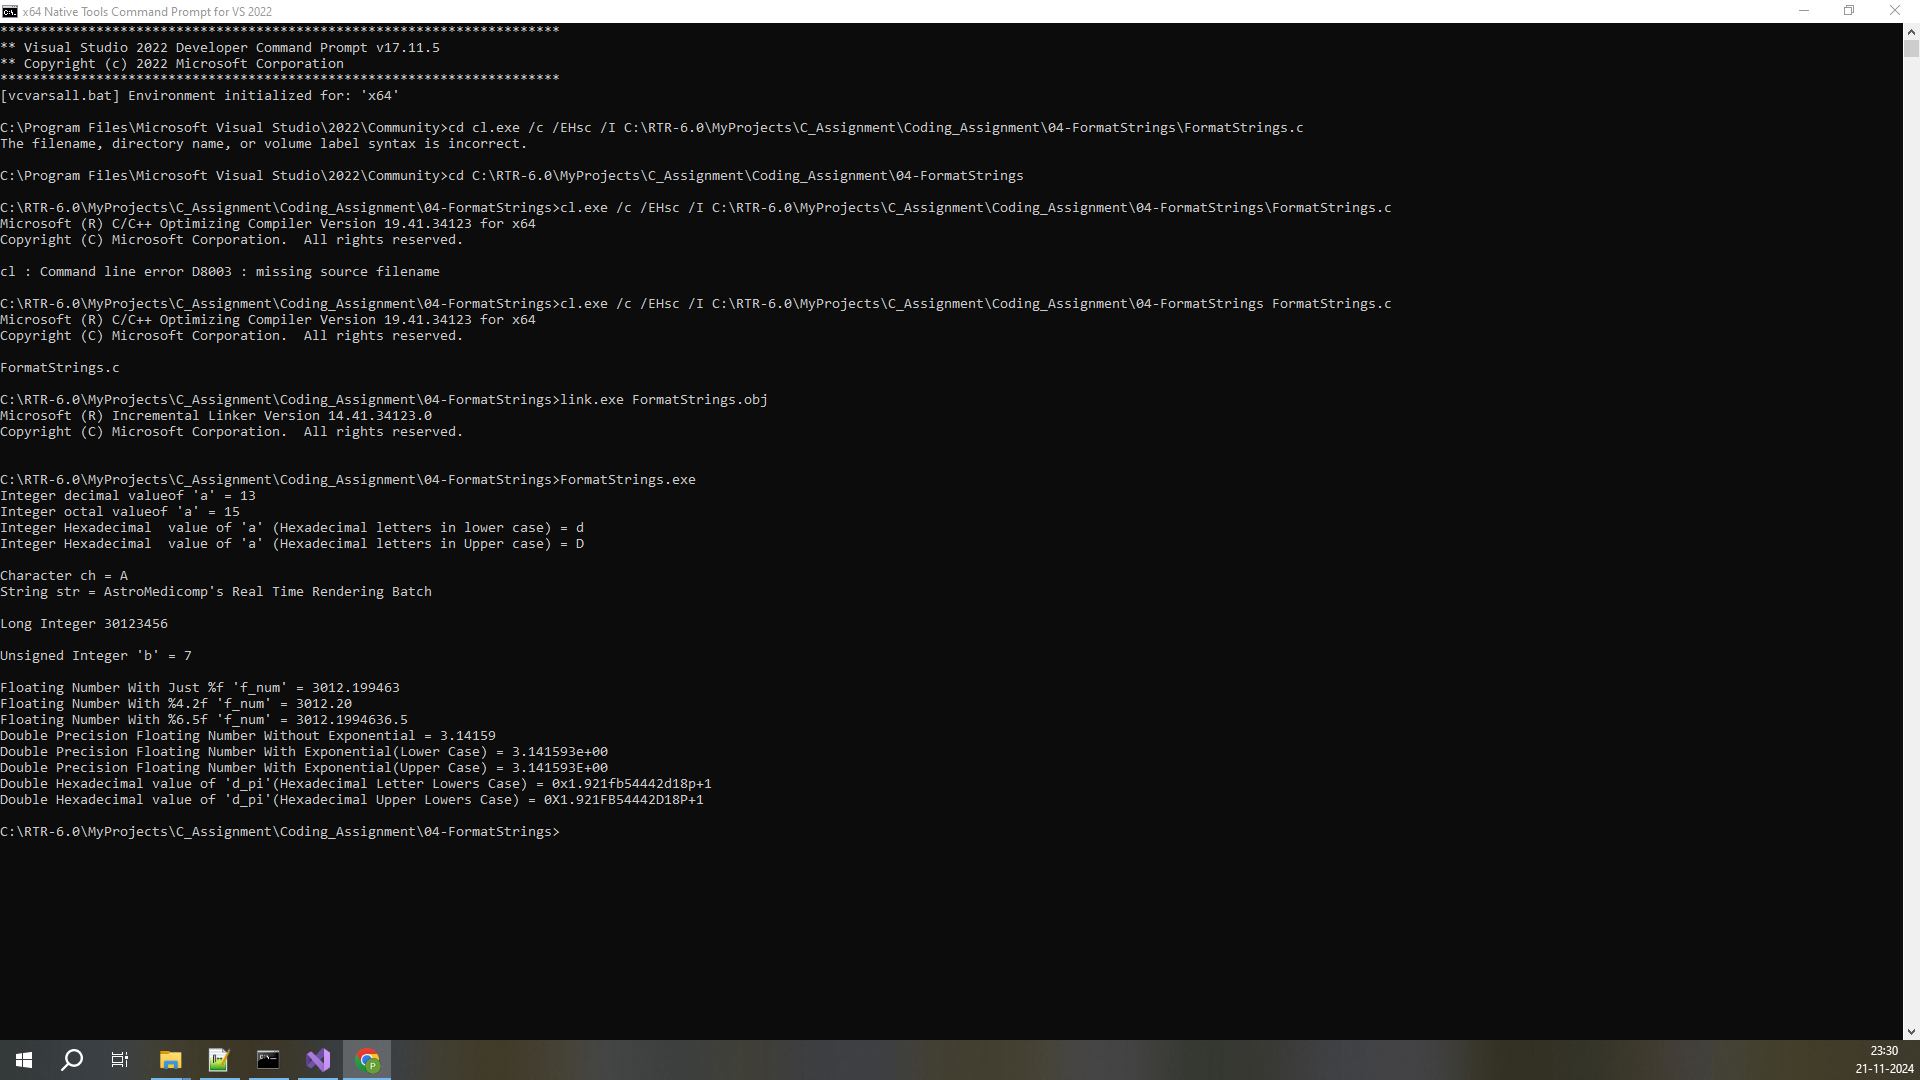 x64 Native Tools Command Prompt for VS 2022
**********************************************************************
** Visual Studio 2022 Developer Command Prompt v17.11.5
** Copyright (c) 2022 Microsoft Corporation
**********************************************************************
[vcvarsall.bat] Environment initialized for: 'x64'
C:\Program Files\Microsoft Visual Studio\2022\Community>cd cl.exe /c /EHsc /I C:\RTR-6.0\MyProjects\C_Assignment\Coding_Assignment\04-FormatStrings\FormatStrings.c
The filename, directory name, or volume label syntax is incorrect.
C:\Program Files\Microsoft Visual Studio\2022\Community>cd C:\RTR-6.0\MyProjects\C_Assignment\Coding_Assignment\04-FormatStrings
C:\RTR-6.0\MyProjects\C_Assignment\Coding_Assignment\04-FormatStrings>cl.exe /c /EHsc /I C:\RTR-6.0\MyProjects\C_Assignment\Coding_Assignment\04-FormatStrings\FormatStrings.c
Microsoft (R) C/C++ Optimizing Compiler Version 19.41.34123 for x64
Copyright (C) Microsoft Corporation.  All rights reserved.
cl : Command line error D8003 : missing source filename
C:\RTR-6.0\MyProjects\C_Assignment\Coding_Assignment\04-FormatStrings>cl.exe /c /EHsc /I C:\RTR-6.0\MyProjects\C_Assignment\Coding_Assignment\04-FormatStrings FormatStrings.c
Microsoft (R) C/C++ Optimizing Compiler Version 19.41.34123 for x64
Copyright (C) Microsoft Corporation.  All rights reserved.
FormatStrings.c
C:\RTR-6.0\MyProjects\C_Assignment\Coding_Assignment\04-FormatStrings>link.exe FormatStrings.obj
Microsoft (R) Incremental Linker Version 14.41.34123.0
Copyright (C) Microsoft Corporation.  All rights reserved.
C:\RTR-6.0\MyProjects\C_Assignment\Coding_Assignment\04-FormatStrings>FormatStrings.exe
Integer decimal valueof 'a' = 13
Integer octal valueof 'a' = 15
Integer Hexadecimal  value of 'a' (Hexadecimal letters in lower case) = d
Integer Hexadecimal  value of 'a' (Hexadecimal letters in Upper case) = D
Character ch = A
String str = AstroMedicomp's Real Time Rendering Batch
Long Integer 30123456
Unsigned Integer 'b' = 7
Floating Number With Just %f 'f_num' = 3012.199463
Floating Number With %4.2f 'f_num' = 3012.20
Floating Number With %6.5f 'f_num' = 3012.1994636.5
Double Precision Floating Number Without Exponential = 3.14159
Double Precision Floating Number With Exponential(Lower Case) = 3.141593e+00
Double Precision Floating Number With Exponential(Upper Case) = 3.141593E+00
Double Hexadecimal value of 'd_pi'(Hexadecimal Letter Lowers Case) = 0x1.921fb54442d18p+1
Double Hexadecimal value of 'd_pi'(Hexadecimal Upper Lowers Case) = 0X1.921FB54442D18P+1
C:\RTR-6.0\MyProjects\C_Assignment\Coding_Assignment\04-FormatStrings>
23:30
21-11-2024